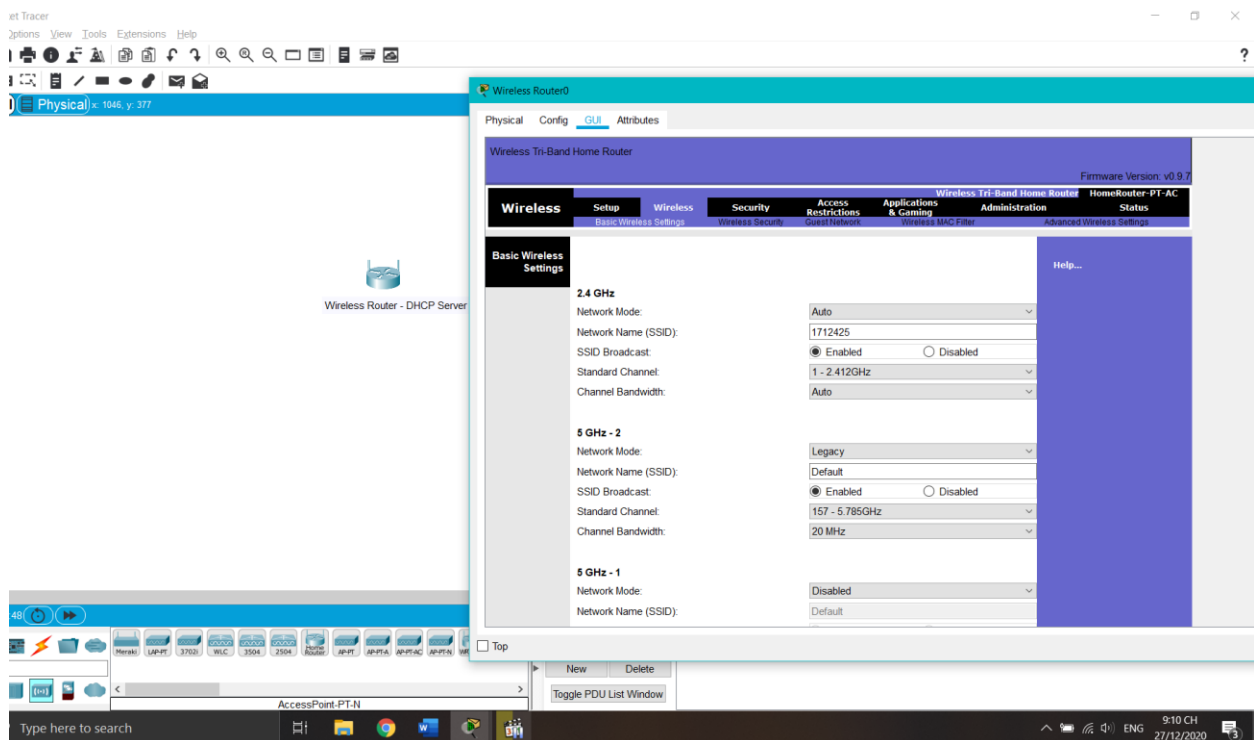 et Tracer
Options View Tools Extensions Help
?
Physical x: 1046, y: 377
Wireless Router0
Physical Config GUI Attributes
Wireless Tri-Band Home Router
Firmware Version: v0.9.7
Wireless Tri-Band Home Router HomeRouter-PT-AC
Wireless Setup Wireless Security Access Restrictions Applications & Gaming Administration Status
Basic Wireless Settings Wireless Security Guest Network Wireless MAC Filter Advanced Wireless Settings
Basic Wireless
Settings
Help...
2.4 GHz
Network Mode: Auto
Network Name (SSID): 1712425
SSID Broadcast: Enabled Disabled
Standard Channel: 1 - 2.412GHz
Channel Bandwidth: Auto
5 GHz - 2
Network Mode: Legacy
Network Name (SSID): Default
SSID Broadcast: Enabled Disabled
Standard Channel: 157 - 5.785GHz
Channel Bandwidth: 20 MHz
5 GHz - 1
Network Mode: Disabled
Network Name (SSID): Default
Top
Wireless Router - DHCP Server
:48
Meraki LAP-PT 3702i WLC 3504 2504 Home Router AP-PT AP-PT-A AP-PT-AC AP-PT-N
New Delete
Toggle PDU List Window
AccessPoint-PT-N
Type here to search
ENG
9:10 CH
27/12/2020
3